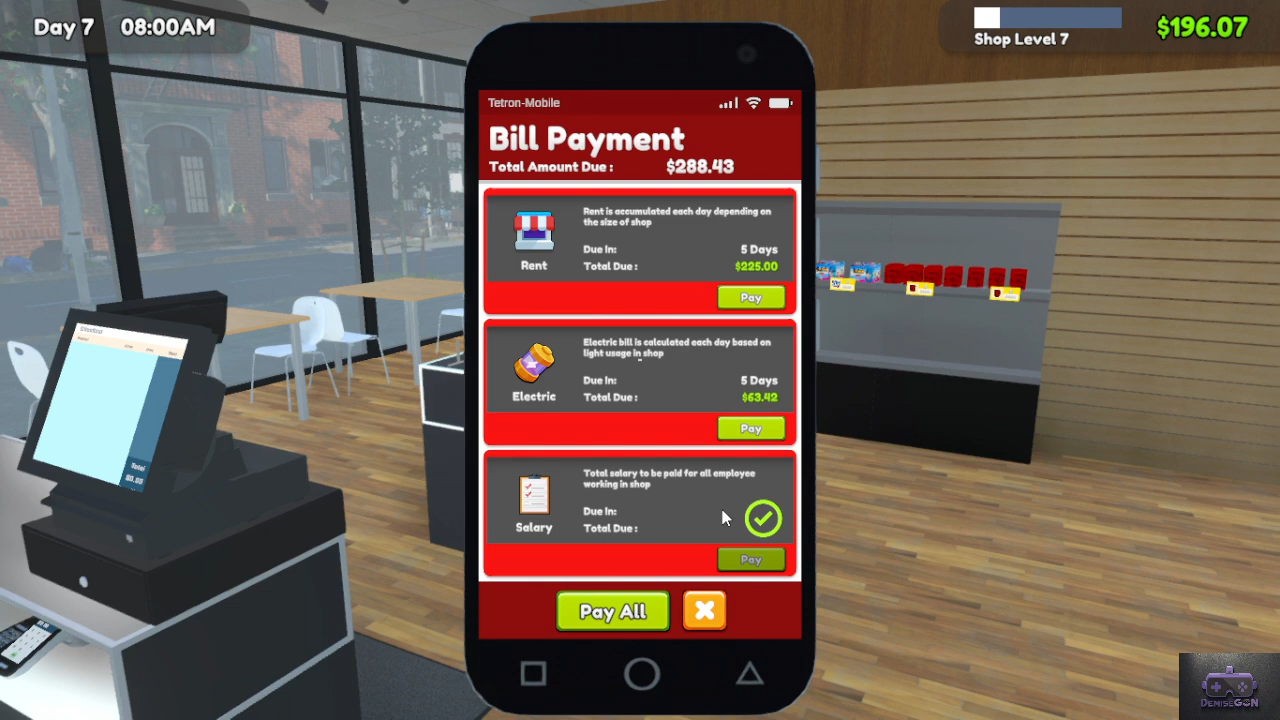 Day 7 08:00AM
Shop Level 7
$196.07
Tetron-Mobile
Bill Payment
Total Amount Due : $288.43
Rent is accumulated each day depending on
the size of shop
Due In: 5 Days
Total Due : $225.00
Rent
Pay
Electric bill is calculated each day based on
light usage in shop
Due In: 5 Days
Total Due : $63.42
Electric
Pay
Total salary to be paid for all employee
working in shop
Due In:
Total Due :
Salary
Pay
Pay All
Total
$0.00
DEMISEGON